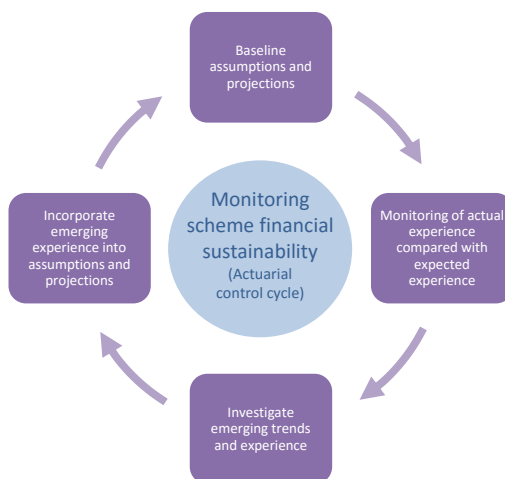 Baseline
assumptions and
projections
Monitoring
scheme financial
sustainability
(Actuarial
control cycle)
Monitoring of actual
experience
compared with
expected
experience
Investigate
emerging trends
and experience
Incorporate
emerging
experience into
assumptions and
projections